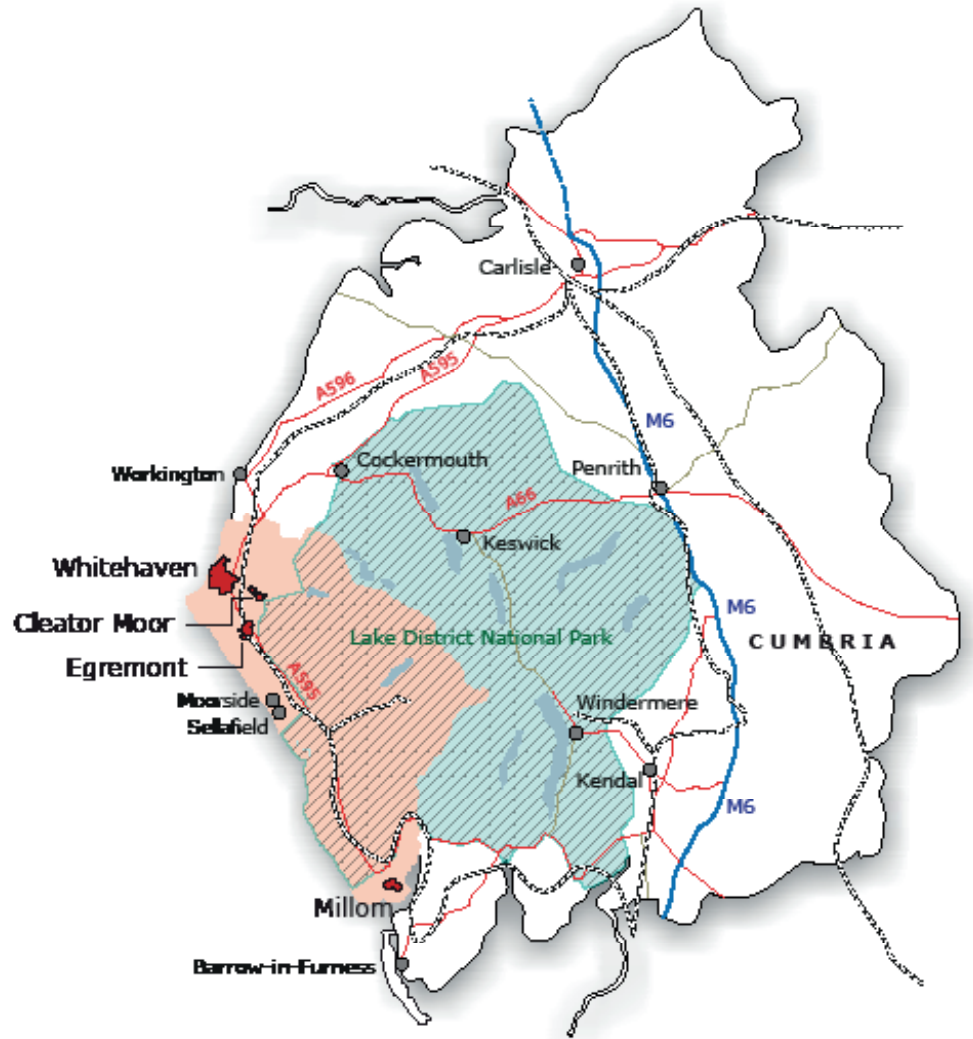 Carlisle
A596
A595
M6
Workington
Cockermouth
Penrith
A66
Keswick
Whitehaven
Cleator Moor
M6
Lake District National Park
CUMBRIA
Egremont
A595
Moorside
Sellafield
Windermere
Kendal
M6
Millom
Barrow-in-Furness